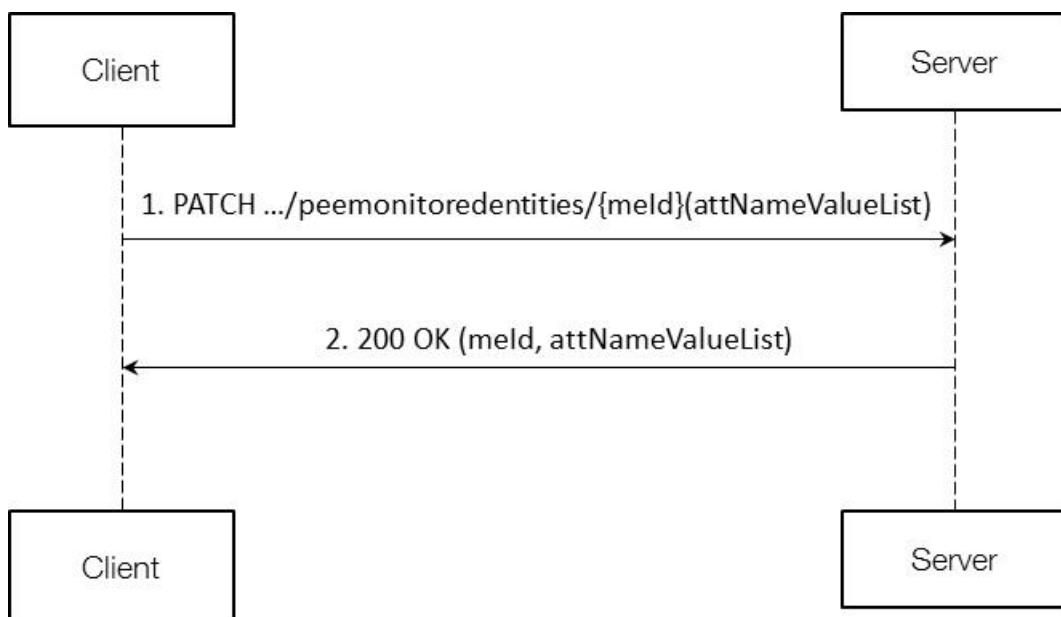 Client
Server
1. PATCH .../peemonitoredentities/{meId}(attNameValueList)
2. 200 OK (meId, attNameValueList)
Client
Server